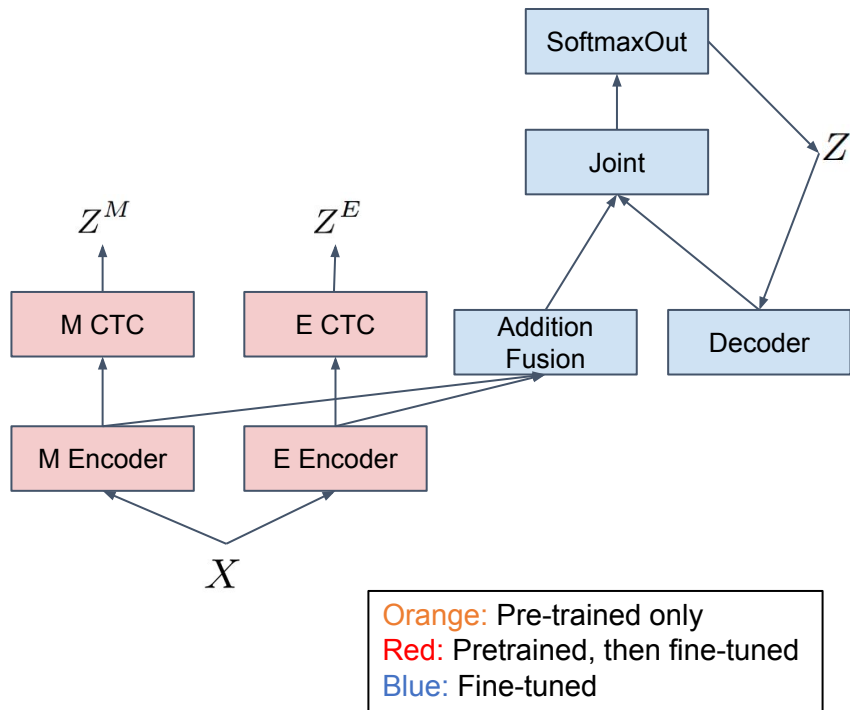 SoftmaxOut
Joint
Z
Z^M
Z^E
M CTC
E CTC
Addition
Fusion
Decoder
M Encoder
E Encoder
X
Orange: Pre-trained only
Red: Pretrained, then fine-tuned
Blue: Fine-tuned